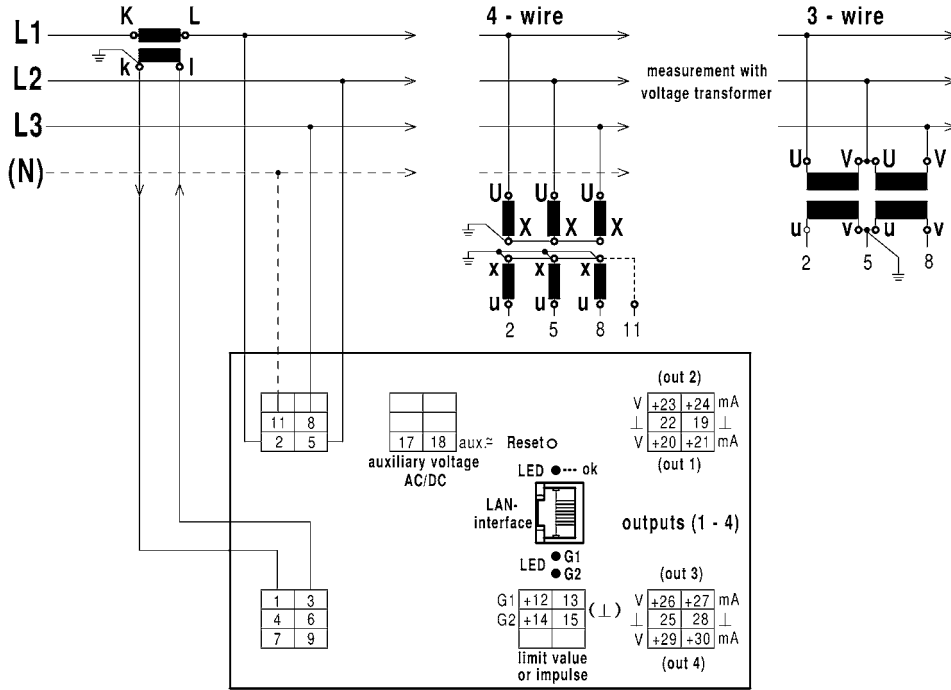 K L 4 - wire 3 - wire
L1
k l
L2 measurement with
voltage transformer
L3
(N)
U V U V
U U U
X X X
u v u v
2 5 8
x x x
u u u
2 5 8 11
(out 2)
V +23 +24 mA
11 8 ⊥ 22 19 ⊥
2 5 17 18 aux.≂ Reset V +20 +21 mA
auxiliary voltage (out 1)
AC/DC
LED --- ok
LAN-
interface
outputs (1 - 4)
LED G1
G2
(out 3)
1 3 G1 +12 13 (⊥) V +26 +27 mA
4 6 G2 +14 15 ⊥ 25 28 ⊥
7 9 V +29 +30 mA
limit value (out 4)
or impulse